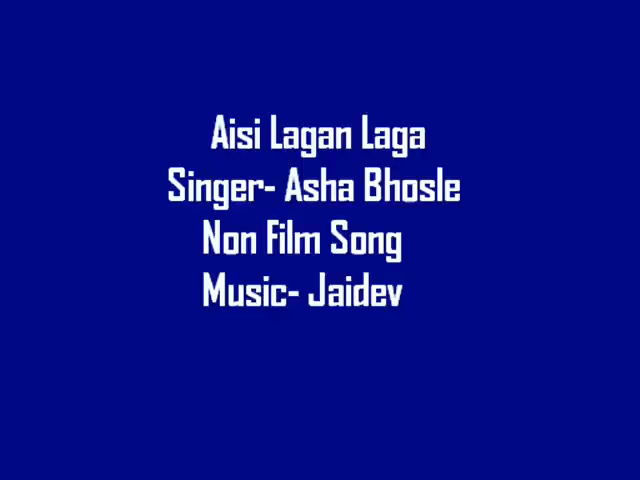 Aisi Lagan Laga
Singer- Asha Bhosle
Non Film Song
Music- Jaidev